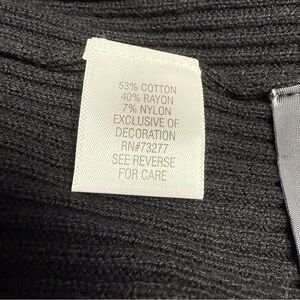 53% COTTON
40% RAYON
7% NYLON
EXCLUSIVE OF
DECORATION
RN#73277
SEE REVERSE
FOR CARE